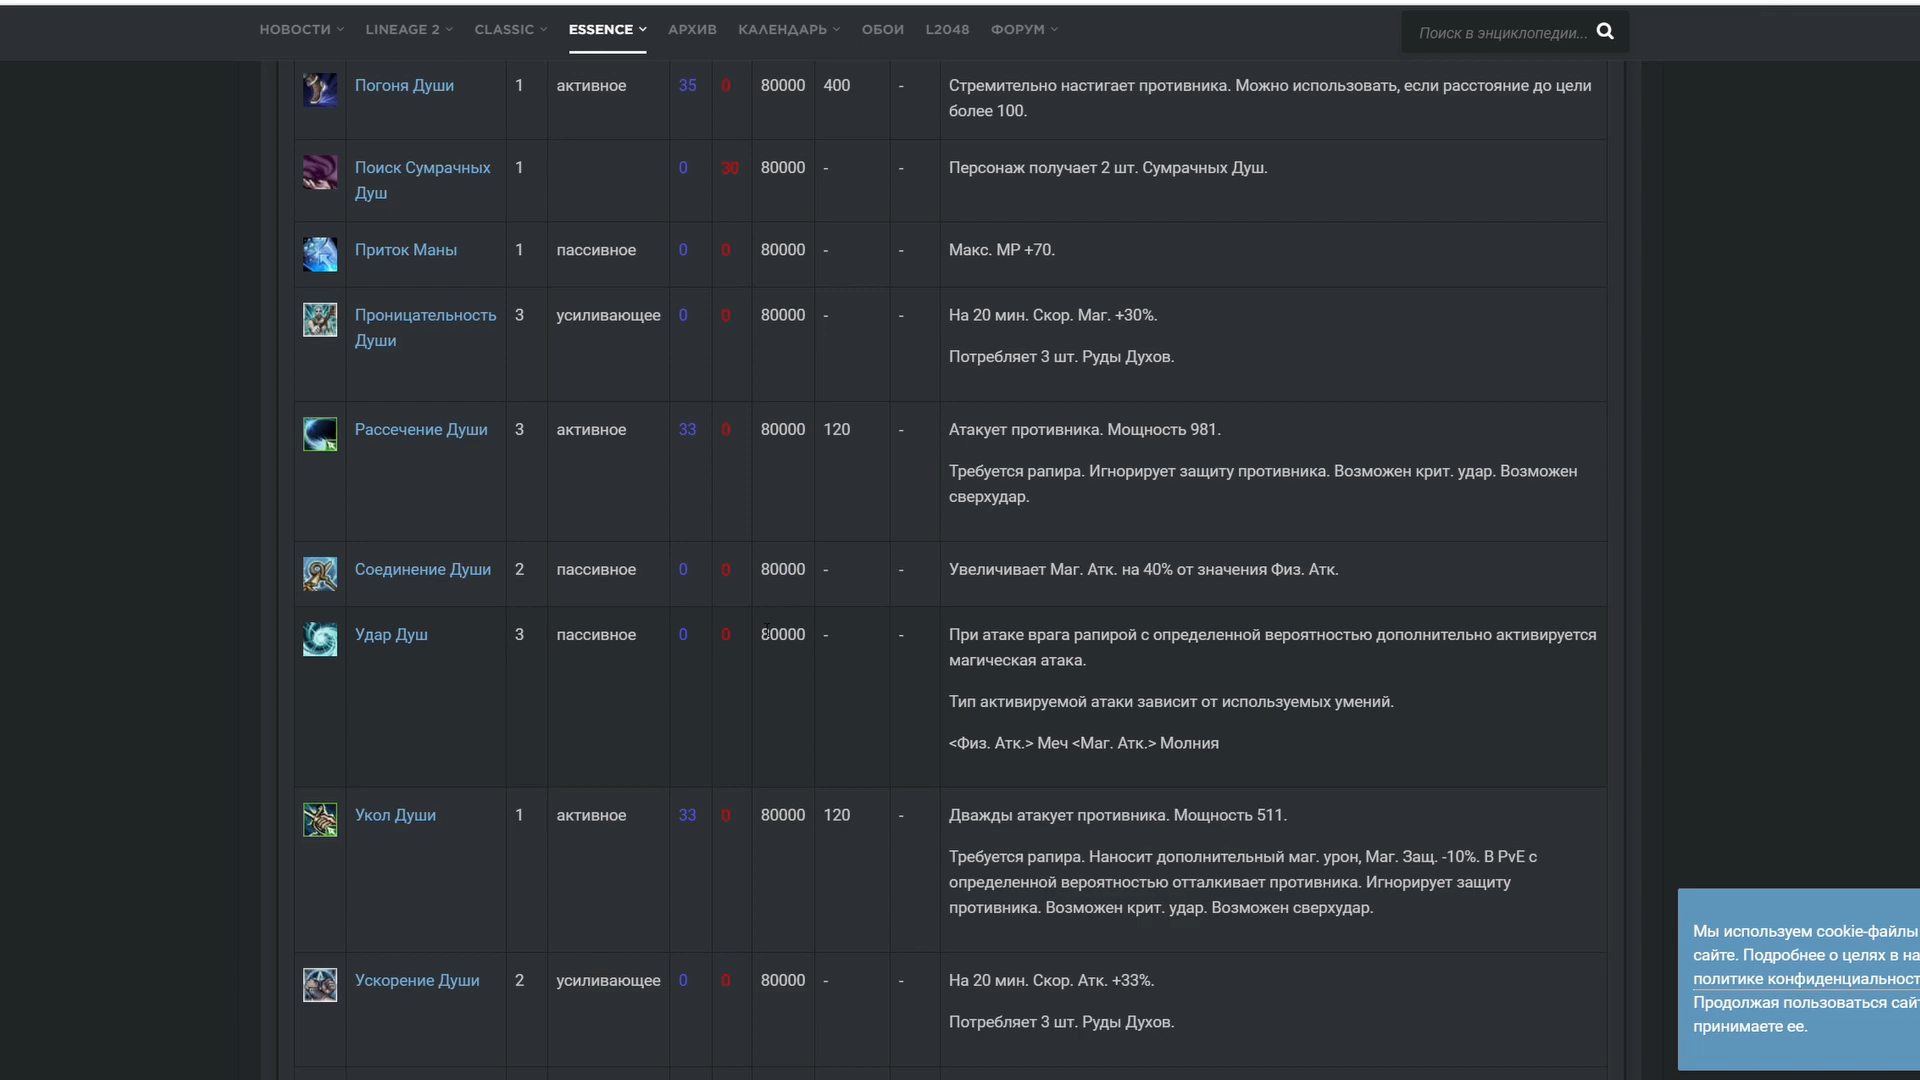 НОВОСТИ LINEAGE 2 CLASSIC ESSENCE АРХИВ КАЛЕНДАРЬ ОБОИ L2048 ФОРУМ Поиск в энциклопедии...
Погоня Души 1 активное 35 0 80000 400 - Стремительно настигает противника. Можно использовать, если расстояние до цели
более 100.
Поиск Сумрачных 1 0 30 80000 - - Персонаж получает 2 шт. Сумрачных Душ.
Душ
Приток Маны 1 пассивное 0 0 80000 - - Макс. MP +70.
Проницательность 3 усиливающее 0 0 80000 - - На 20 мин. Скор. Маг. +30%.
Души
Потребляет 3 шт. Руды Духов.
Рассечение Души 3 активное 33 0 80000 120 - Атакует противника. Мощность 981.
Требуется рапира. Игнорирует защиту противника. Возможен крит. удар. Возможен
сверхудар.
Соединение Души 2 пассивное 0 0 80000 - - Увеличивает Маг. Атк. на 40% от значения Физ. Атк.
Удар Душ 3 пассивное 0 0 80000 - - При атаке врага рапирой с определенной вероятностью дополнительно активируется
магическая атака.
Тип активируемой атаки зависит от используемых умений.
<Физ. Атк.> Меч <Маг. Атк.> Молния
Укол Души 1 активное 33 0 80000 120 - Дважды атакует противника. Мощность 511.
Требуется рапира. Наносит дополнительный маг. урон, Маг. Защ. -10%. В PvE с
определенной вероятностью отталкивает противника. Игнорирует защиту
противника. Возможен крит. удар. Возможен сверхудар.
Ускорение Души 2 усиливающее 0 0 80000 - - На 20 мин. Скор. Атк. +33%.
Потребляет 3 шт. Руды Духов.
Мы используем cookie-файлы
сайте. Подробнее о целях в на
политике конфиденциальност
Продолжая пользоваться сайт
принимаете ее.